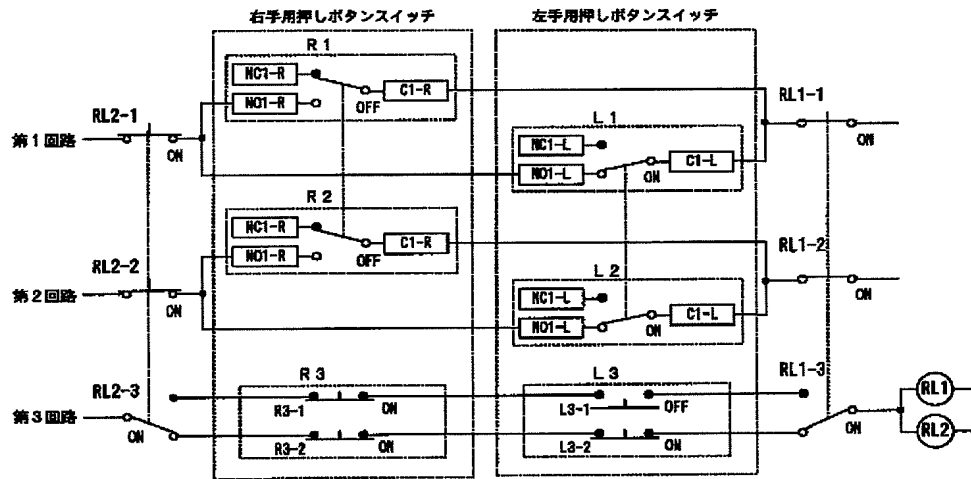 右手用押しボタンスイッチ
左手用押しボタンスイッチ
R1
NC1-R
NO1-R
OFF
C1-R
RL2-1
第1回路
ON
L1
NC1-L
NO1-L
ON
C1-L
RL1-1
ON
R2
NC1-R
NO1-R
OFF
C1-R
RL2-2
第2回路
ON
L2
NC1-L
NO1-L
ON
C1-L
RL1-2
ON
R3
R3-1
ON
R3-2
ON
RL2-3
第3回路
ON
L3
L3-1
OFF
L3-2
ON
RL1-3
ON
RL1
RL2